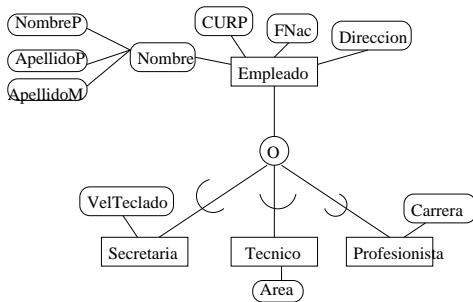 NombreP
CURP
FNac
Direccion
ApellidoP
Nombre
Empleado
ApellidoM
O
VelTeclado
Carrera
Secretaria
Tecnico
Profesionista
Area